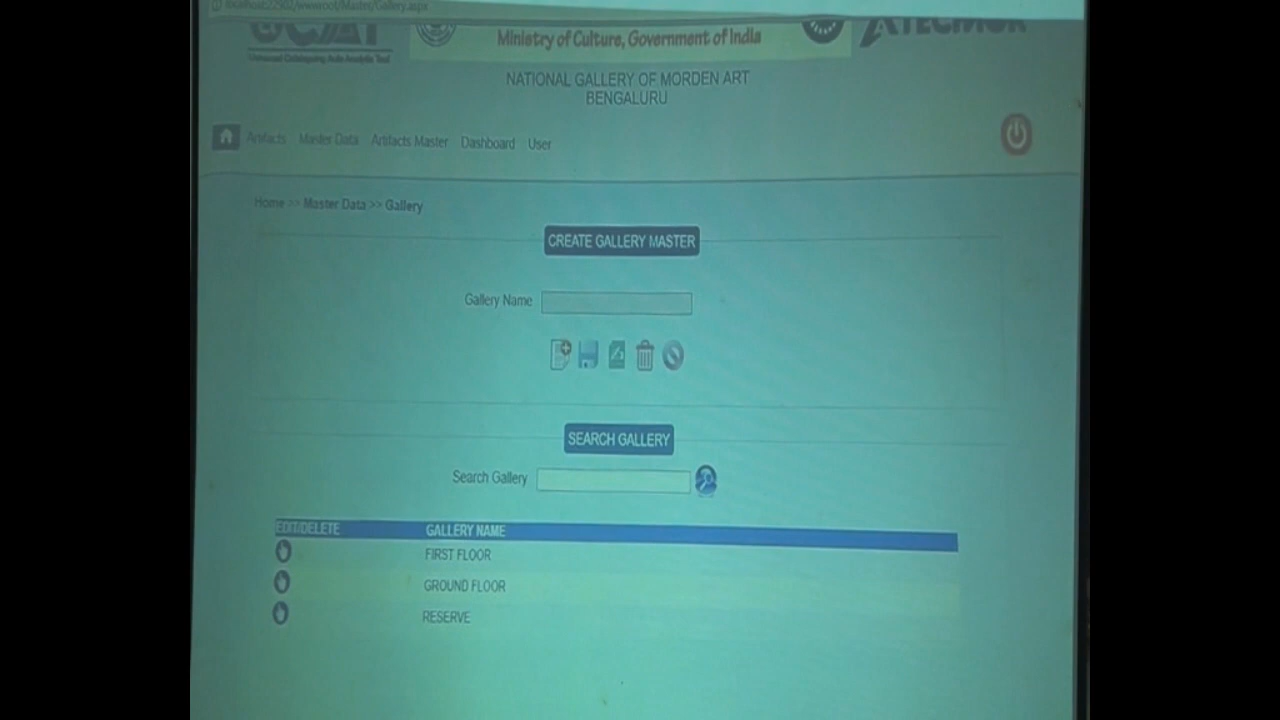 Ministry of Culture, Government of India
NATIONAL GALLERY OF MORDEN ART
BENGALURU
Artifacts Master Data Artifacts Master Dashboard User
Home >> Master Data >> Gallery
CREATE GALLERY MASTER
Gallery Name
SEARCH GALLERY
Search Gallery
EDIT/DELETE GALLERY NAME
FIRST FLOOR
GROUND FLOOR
RESERVE